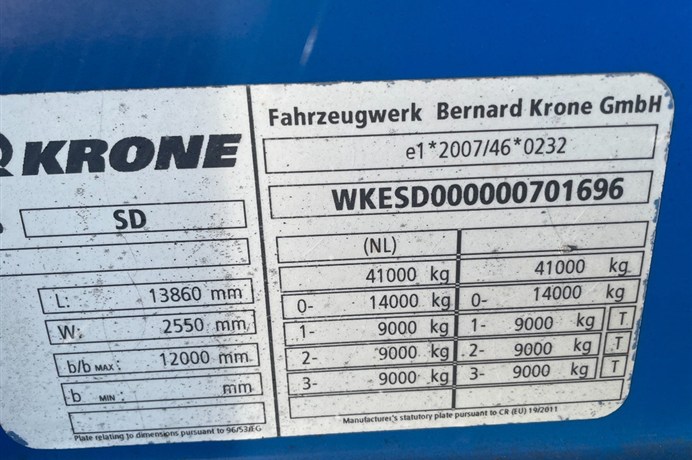 KRONE
SD
L: 13860 mm
W: 2550 mm
b/b MAX: 12000 mm
b MIN: mm
Plate relating to dimensions pursuant to 96/53/EG
Fahrzeugwerk Bernard Krone GmbH
e1*2007/46*0232
WKESD000000701696
(NL)
41000 kg 41000 kg
0- 14000 kg 0- 14000 kg
1- 9000 kg 1- 9000 kg T
2- 9000 kg 2- 9000 kg T
3- 9000 kg 3- 9000 kg T
Manufacturer's statutory plate pursuant to CR (EU) 19/2011